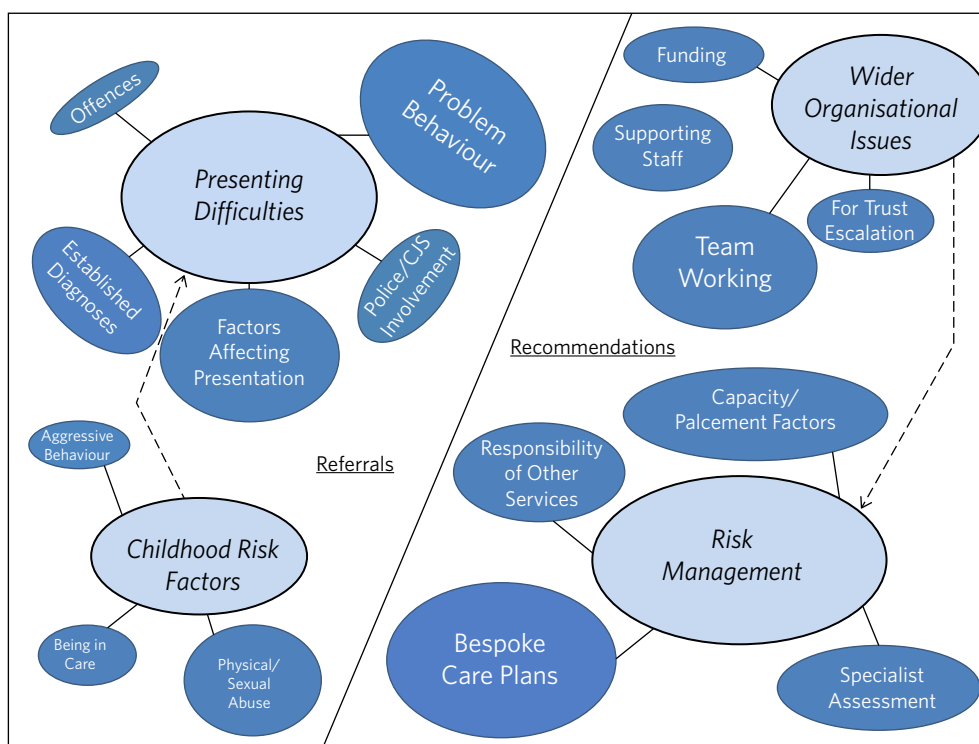 Offences
Problem
Behaviour
Presenting
Difficulties
Established
Diagnoses
Police/CJS
Involvement
Factors
Affecting
Presentation
Referrals
Aggressive
Behaviour
Childhood Risk
Factors
Being in
Care
Physical/
Sexual
Abuse
Funding
Wider
Organisational
Issues
Supporting
Staff
For Trust
Escalation
Team
Working
Recommendations
Capacity/
Palcement Factors
Responsibility
of Other
Services
Risk
Management
Bespoke
Care Plans
Specialist
Assessment